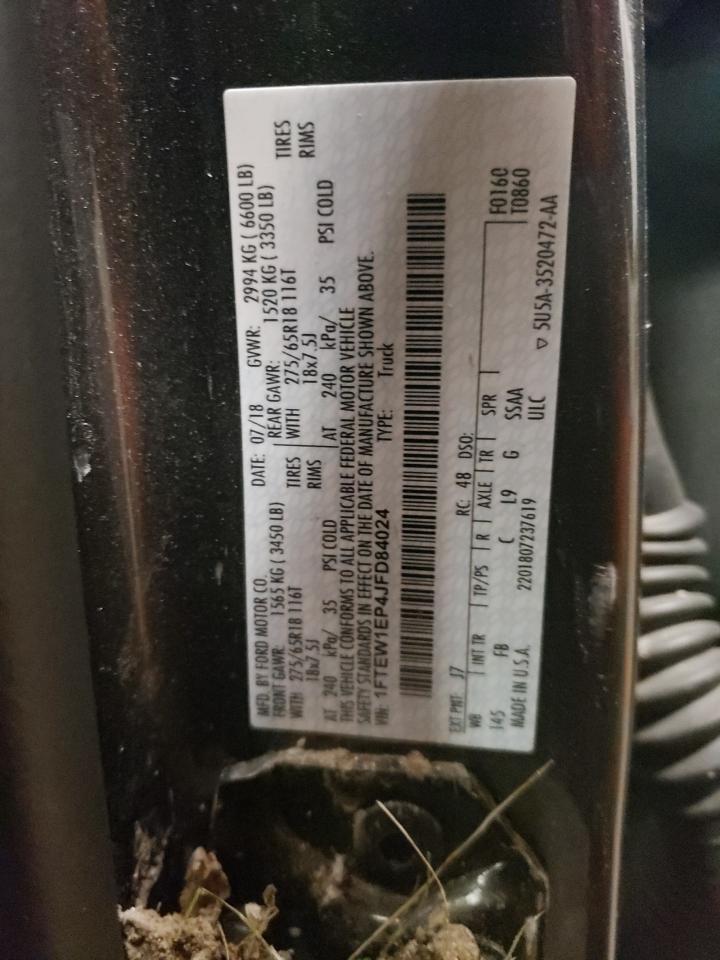 MFD. BY FORD MOTOR CO. DATE: 07/18 GVWR: 2994 KG ( 6600 LB)
FRONT GAWR: 1565 KG ( 3450 LB) REAR GAWR: 1520 KG ( 3350 LB)
WITH 275/65R18 116T TIRES WITH 275/65R18 116T TIRES
18x7.5J RIMS 18x7.5J RIMS
AT 240 kPa/ 35 PSI COLD AT 240 kPa/ 35 PSI COLD
THIS VEHICLE CONFORMS TO ALL APPLICABLE FEDERAL MOTOR VEHICLE
SAFETY STANDARDS IN EFFECT ON THE DATE OF MANUFACTURE SHOWN ABOVE.
VIN: 1FTEW1EP4JFD84024 TYPE: Truck
EXT PNT: J7 RC: 48 DSO:
WB INT TR TP/PS R AXLE TR SPR F0160
145 FB C L9 G SSAA T0860
ULC
MADE IN U.S.A. 2201807237619 5U5A-3520472-AA